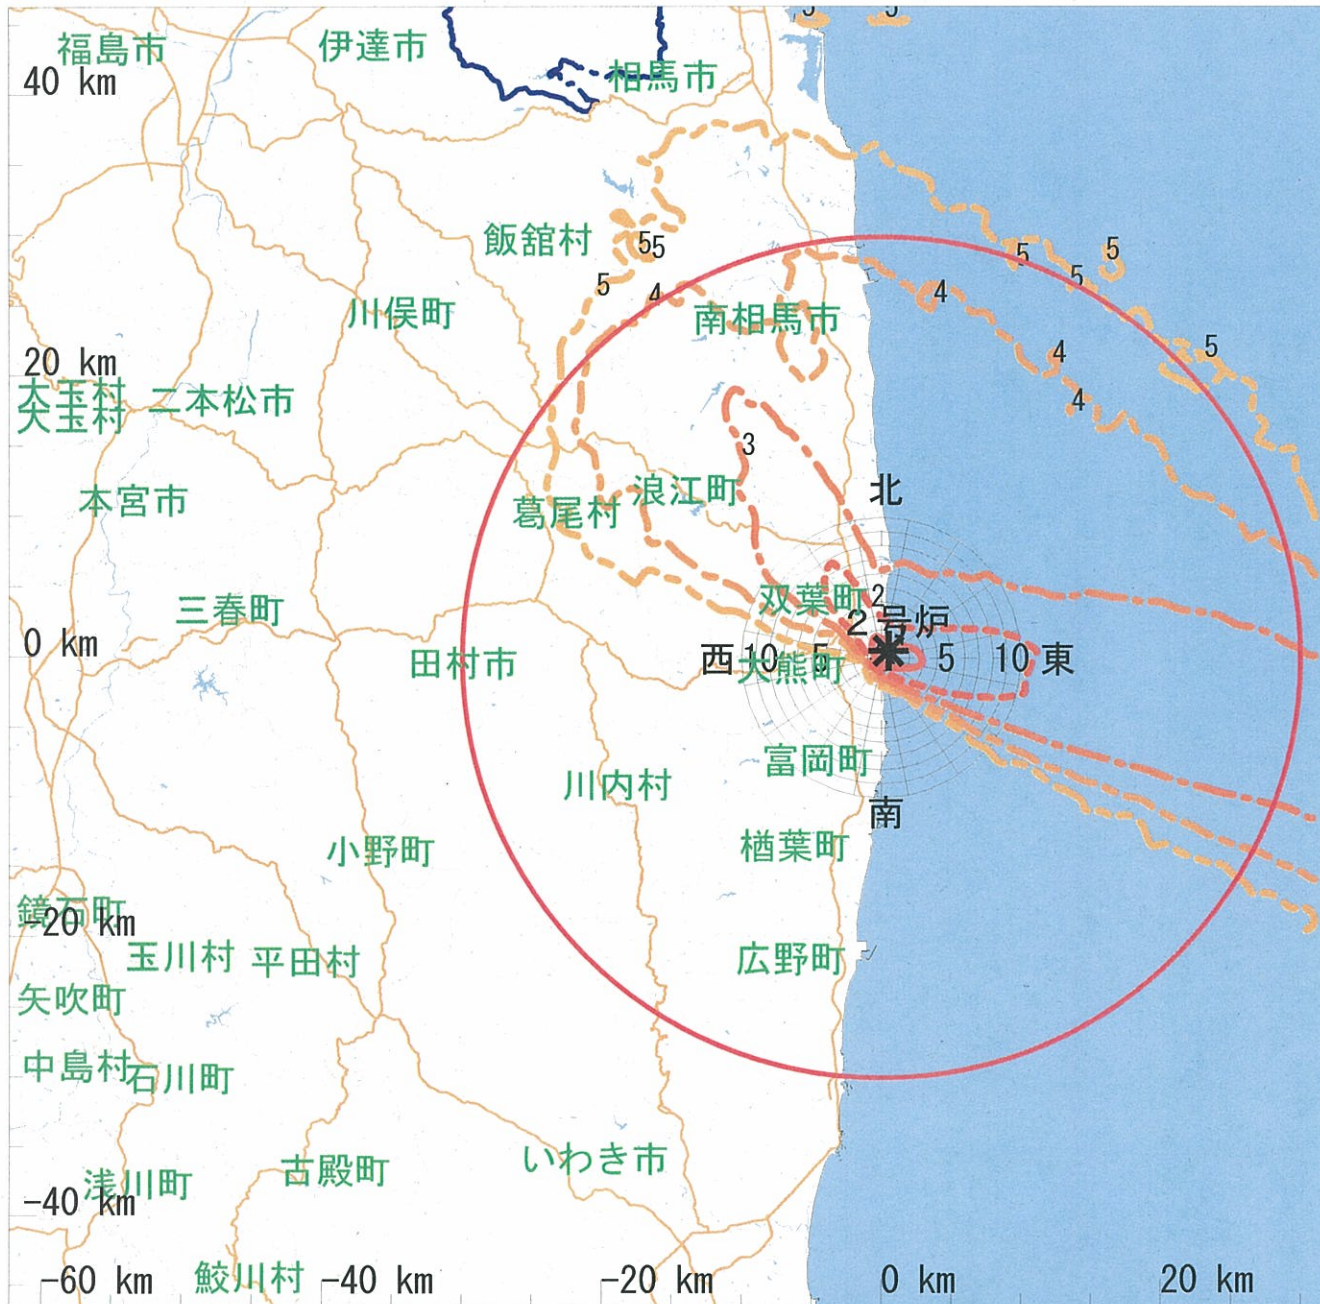 5 5
福島市 伊達市
相馬市
40 km
飯舘村 55 5 5
5 5
4 4
川俣町 南相馬市
5
4
20 km
大玉村 二本松市 4
大玉村
3
本宮市 葛尾村 浪江町 北
三春町 双葉町 2
2号炉
0 km
田村市 西 10 5 5 10 東
大熊町
富岡町
川内村
南
小野町 楢葉町
鏡石町
-20 km
玉川村 平田村 広野町
矢吹町
中島村 石川町
いわき市
古殿町
浅川町
-40 km
鮫川村
-60 km -40 km -20 km 0 km 20 km